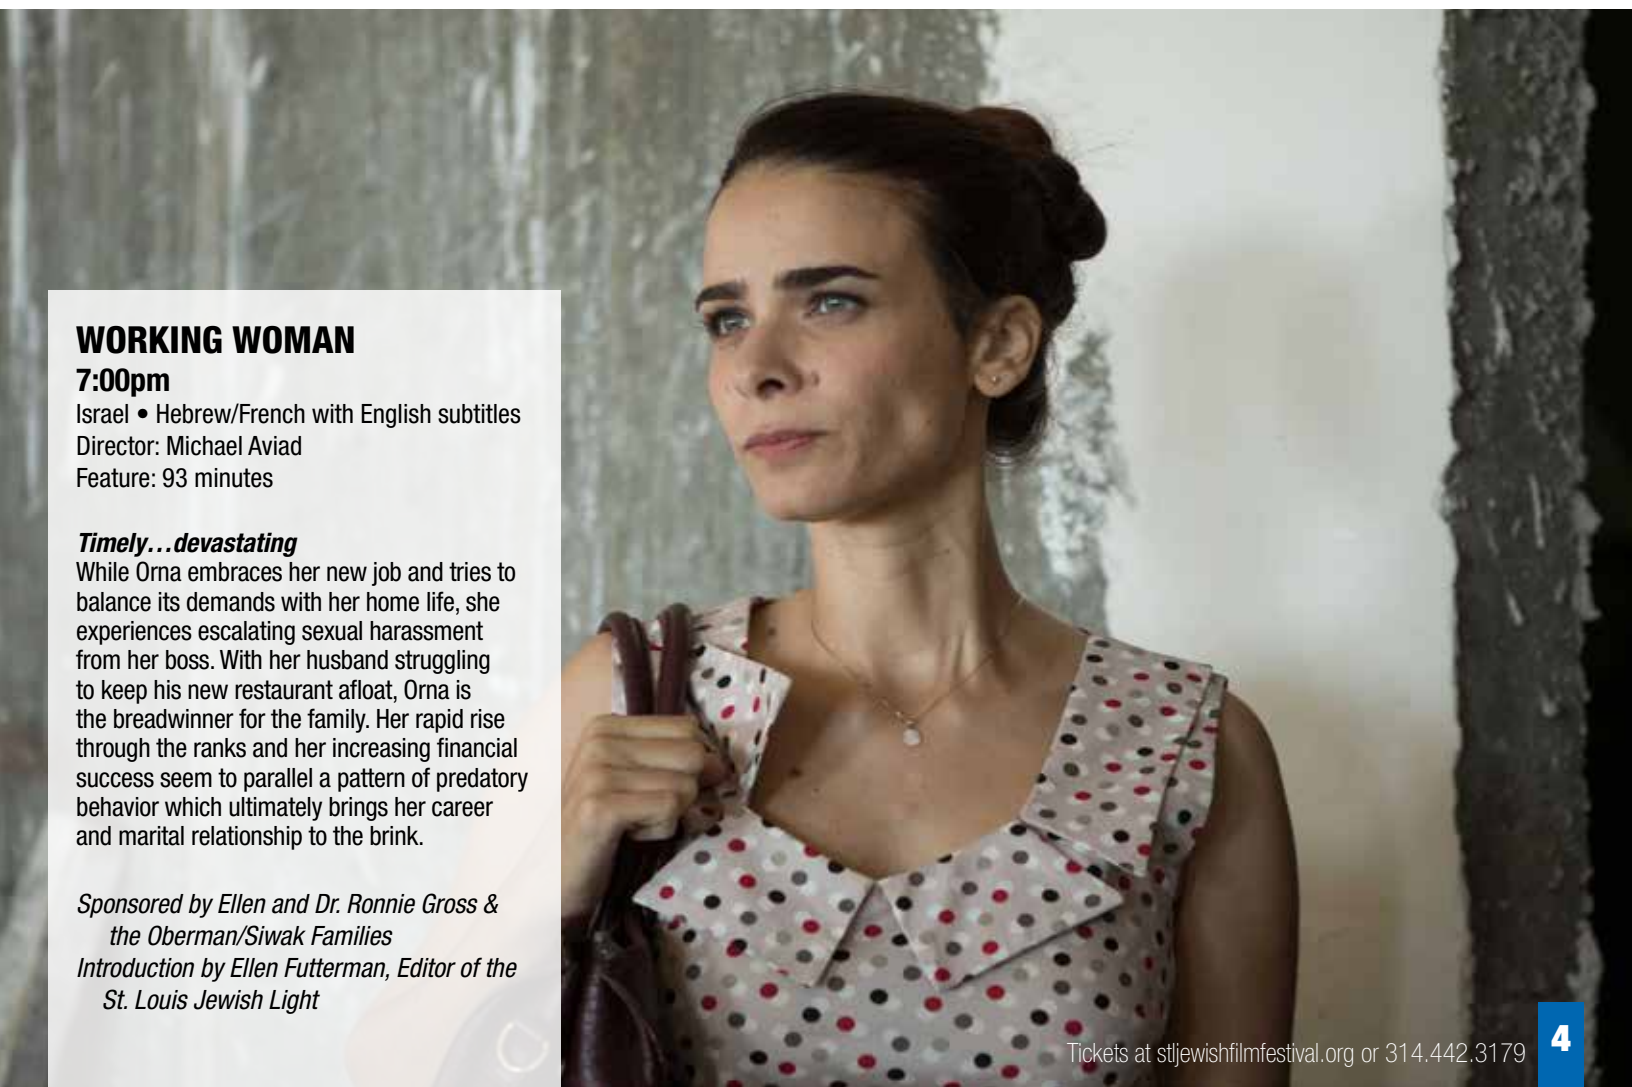 WORKING WOMAN
7:00pm
Israel • Hebrew/French with English subtitles
Director: Michael Aviad
Feature: 93 minutes
Timely…devastating
While Orna embraces her new job and tries to
balance its demands with her home life, she
experiences escalating sexual harassment
from her boss. With her husband struggling
to keep his new restaurant afloat, Orna is
the breadwinner for the family. Her rapid rise
through the ranks and her increasing financial
success seem to parallel a pattern of predatory
behavior which ultimately brings her career
and marital relationship to the brink.
Sponsored by Ellen and Dr. Ronnie Gross &
the Oberman/Siwak Families
Introduction by Ellen Futterman, Editor of the
St. Louis Jewish Light
Tickets at stljewishfilmfestival.org or 314.442.3179
4